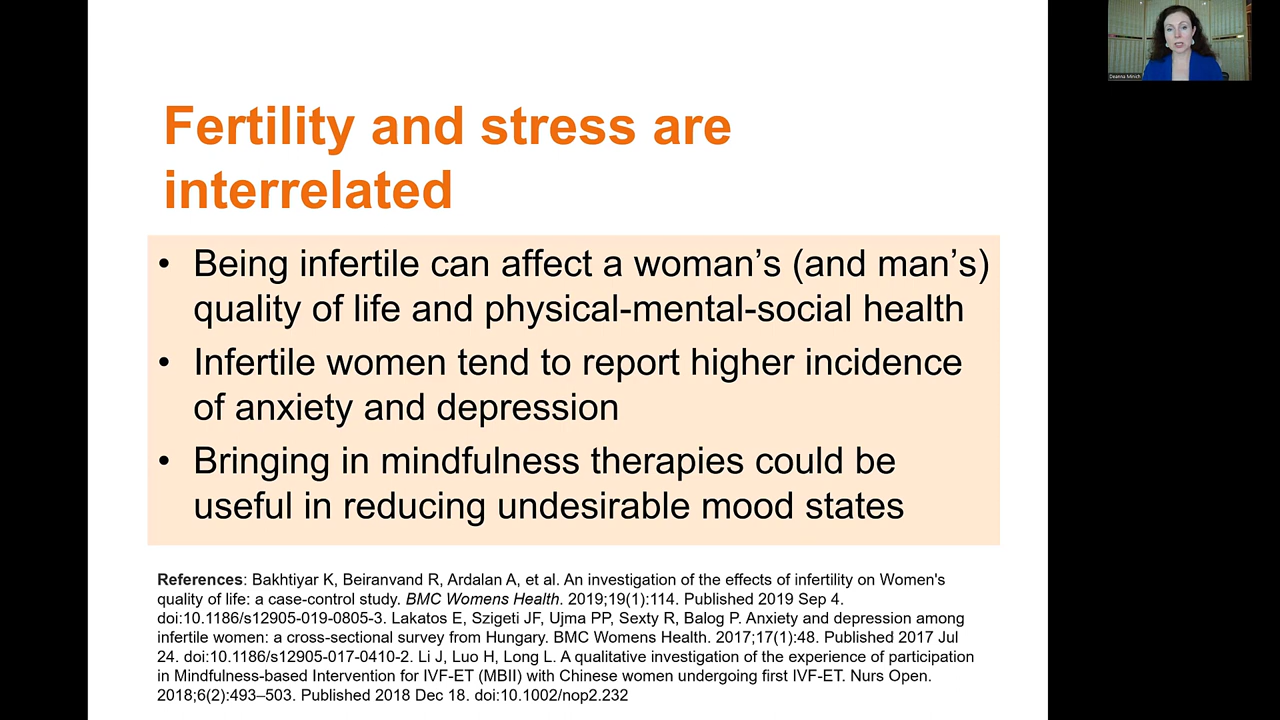 Fertility and stress are
interrelated
• Being infertile can affect a woman's (and man's)
quality of life and physical-mental-social health
• Infertile women tend to report higher incidence
of anxiety and depression
• Bringing in mindfulness therapies could be
useful in reducing undesirable mood states
References: Bakhtiyar K, Beiranvand R, Ardalan A, et al. An investigation of the effects of infertility on Women's
quality of life: a case-control study. BMC Womens Health. 2019;19(1):114. Published 2019 Sep 4.
doi:10.1186/s12905-019-0805-3. Lakatos E, Szigeti JF, Ujma PP, Sexty R, Balog P. Anxiety and depression among
infertile women: a cross-sectional survey from Hungary. BMC Womens Health. 2017;17(1):48. Published 2017 Jul
24. doi:10.1186/s12905-017-0410-2. Li J, Luo H, Long L. A qualitative investigation of the experience of participation
in Mindfulness-based Intervention for IVF-ET (MBII) with Chinese women undergoing first IVF-ET. Nurs Open.
2018;6(2):493–503. Published 2018 Dec 18. doi:10.1002/nop2.232
Deanna Minich